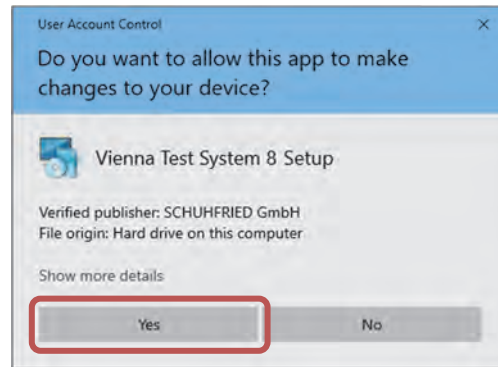 User Account Control
Do you want to allow this app to make
changes to your device?
Vienna Test System 8 Setup
Verified publisher: SCHUHFRIED GmbH
File origin: Hard drive on this computer
Show more details
Yes
No